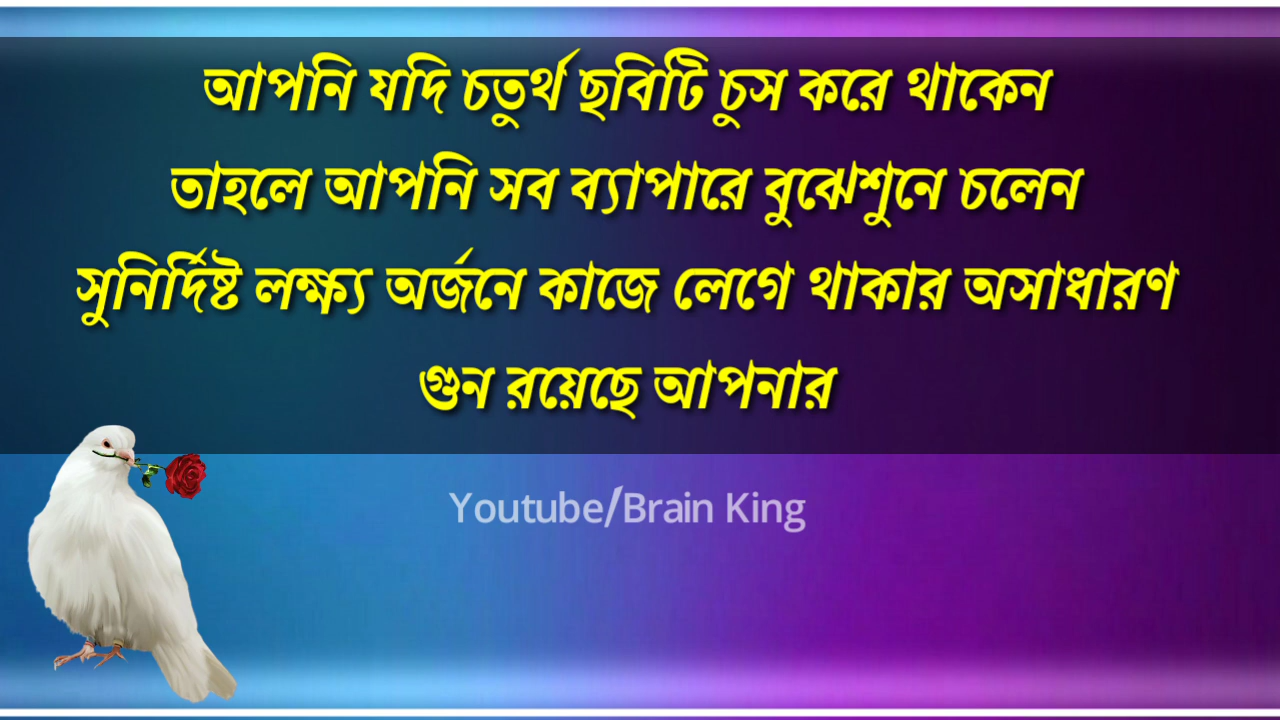 আপনি যদি চতুর্থ ছবিটি চুস করে থাকেন
তাহলে আপনি সব ব্যাপারে বুঝেশুনে চলেন
সুনির্দিষ্ট লক্ষ্য অর্জনে কাজে লেগে থাকার অসাধারণ
গুন রয়েছে আপনার
Youtube/Brain King